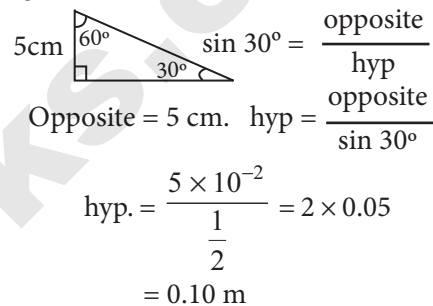 5cm 60º 30º sin 30º = opposite / hyp
Opposite = 5 cm. hyp = opposite / sin 30º
hyp. = 5 × 10⁻² / 1/2 = 2 × 0.05
= 0.10 m